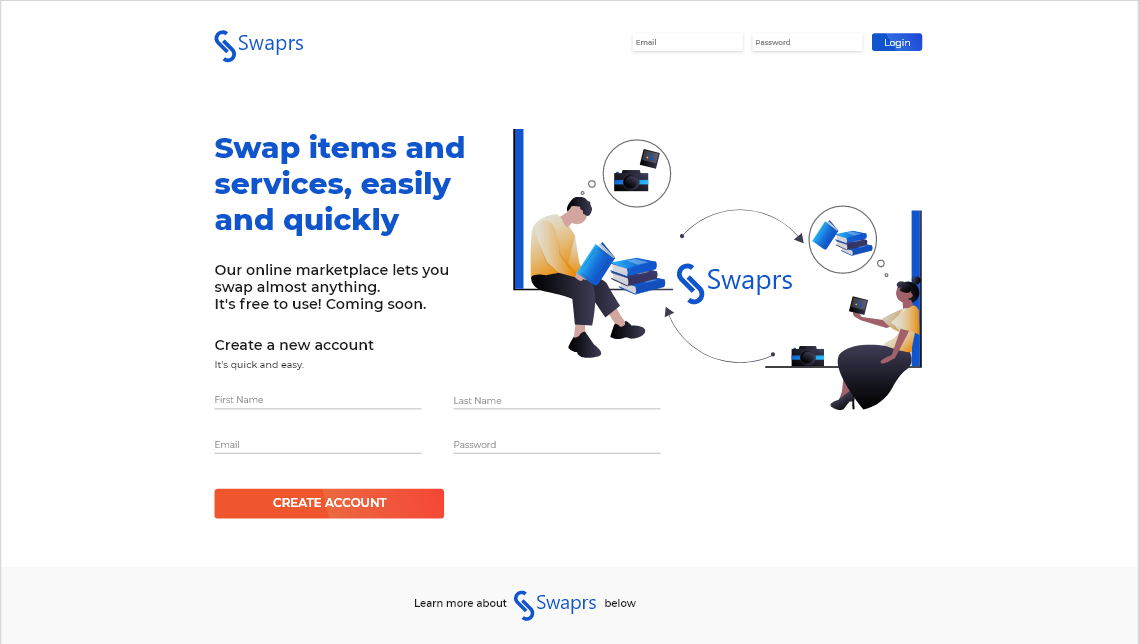 Swaprs
Email
Password
Login
Swap items and
services, easily
and quickly
Our online marketplace lets you
swap almost anything.
It's free to use! Coming soon.
Swaprs
Create a new account
It's quick and easy.
First Name
Last Name
Email
Password
CREATE ACCOUNT
Learn more about Swaprs below